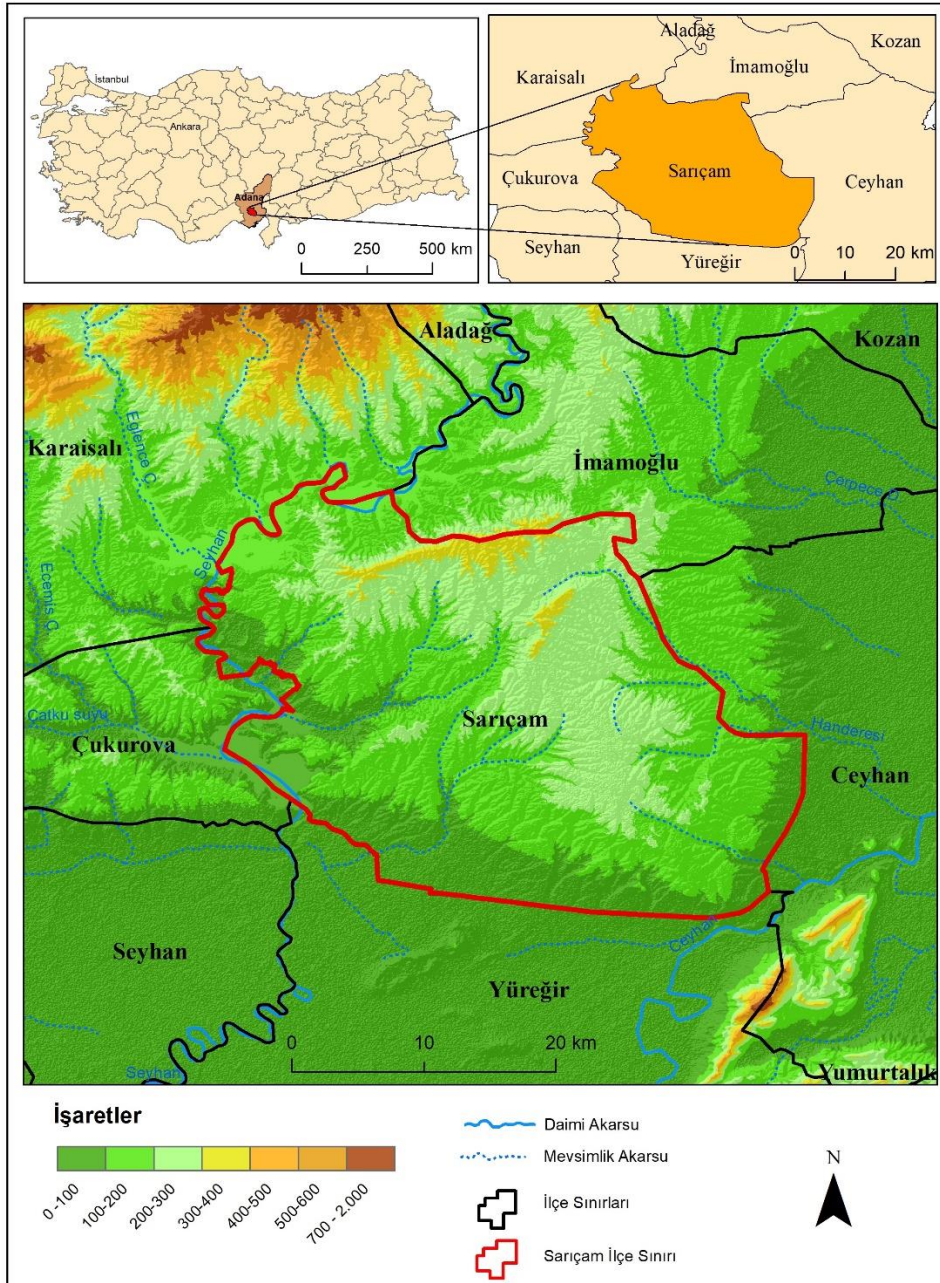 İstanbul
Ankara
Adana
0 250 500 km
Aladağ
Kozan
Karaisalı
İmamoğlu
Sarıçam
Çukurova
Ceyhan
Seyhan
Yüreğir
0 10 20 km
Aladağ
Kozan
Karaisalı
Eglence Ç.
İmamoğlu
Çerpece D.
Seyhan
Ecemis Ç.
Sarıçam
Çatku suyu
Çukurova
Handeresi
Ceyhan
Seyhan
Ceyhan
Yüreğir
0 10 20 km
Seyhan
Yumurtalık
İşaretler
0 -100
100-200
200-300
300-400
400-500
500-600
700 - 2.000
Daimi Akarsu
Mevsimlik Akarsu
İlçe Sınırları
Sarıçam İlçe Sınırı
N